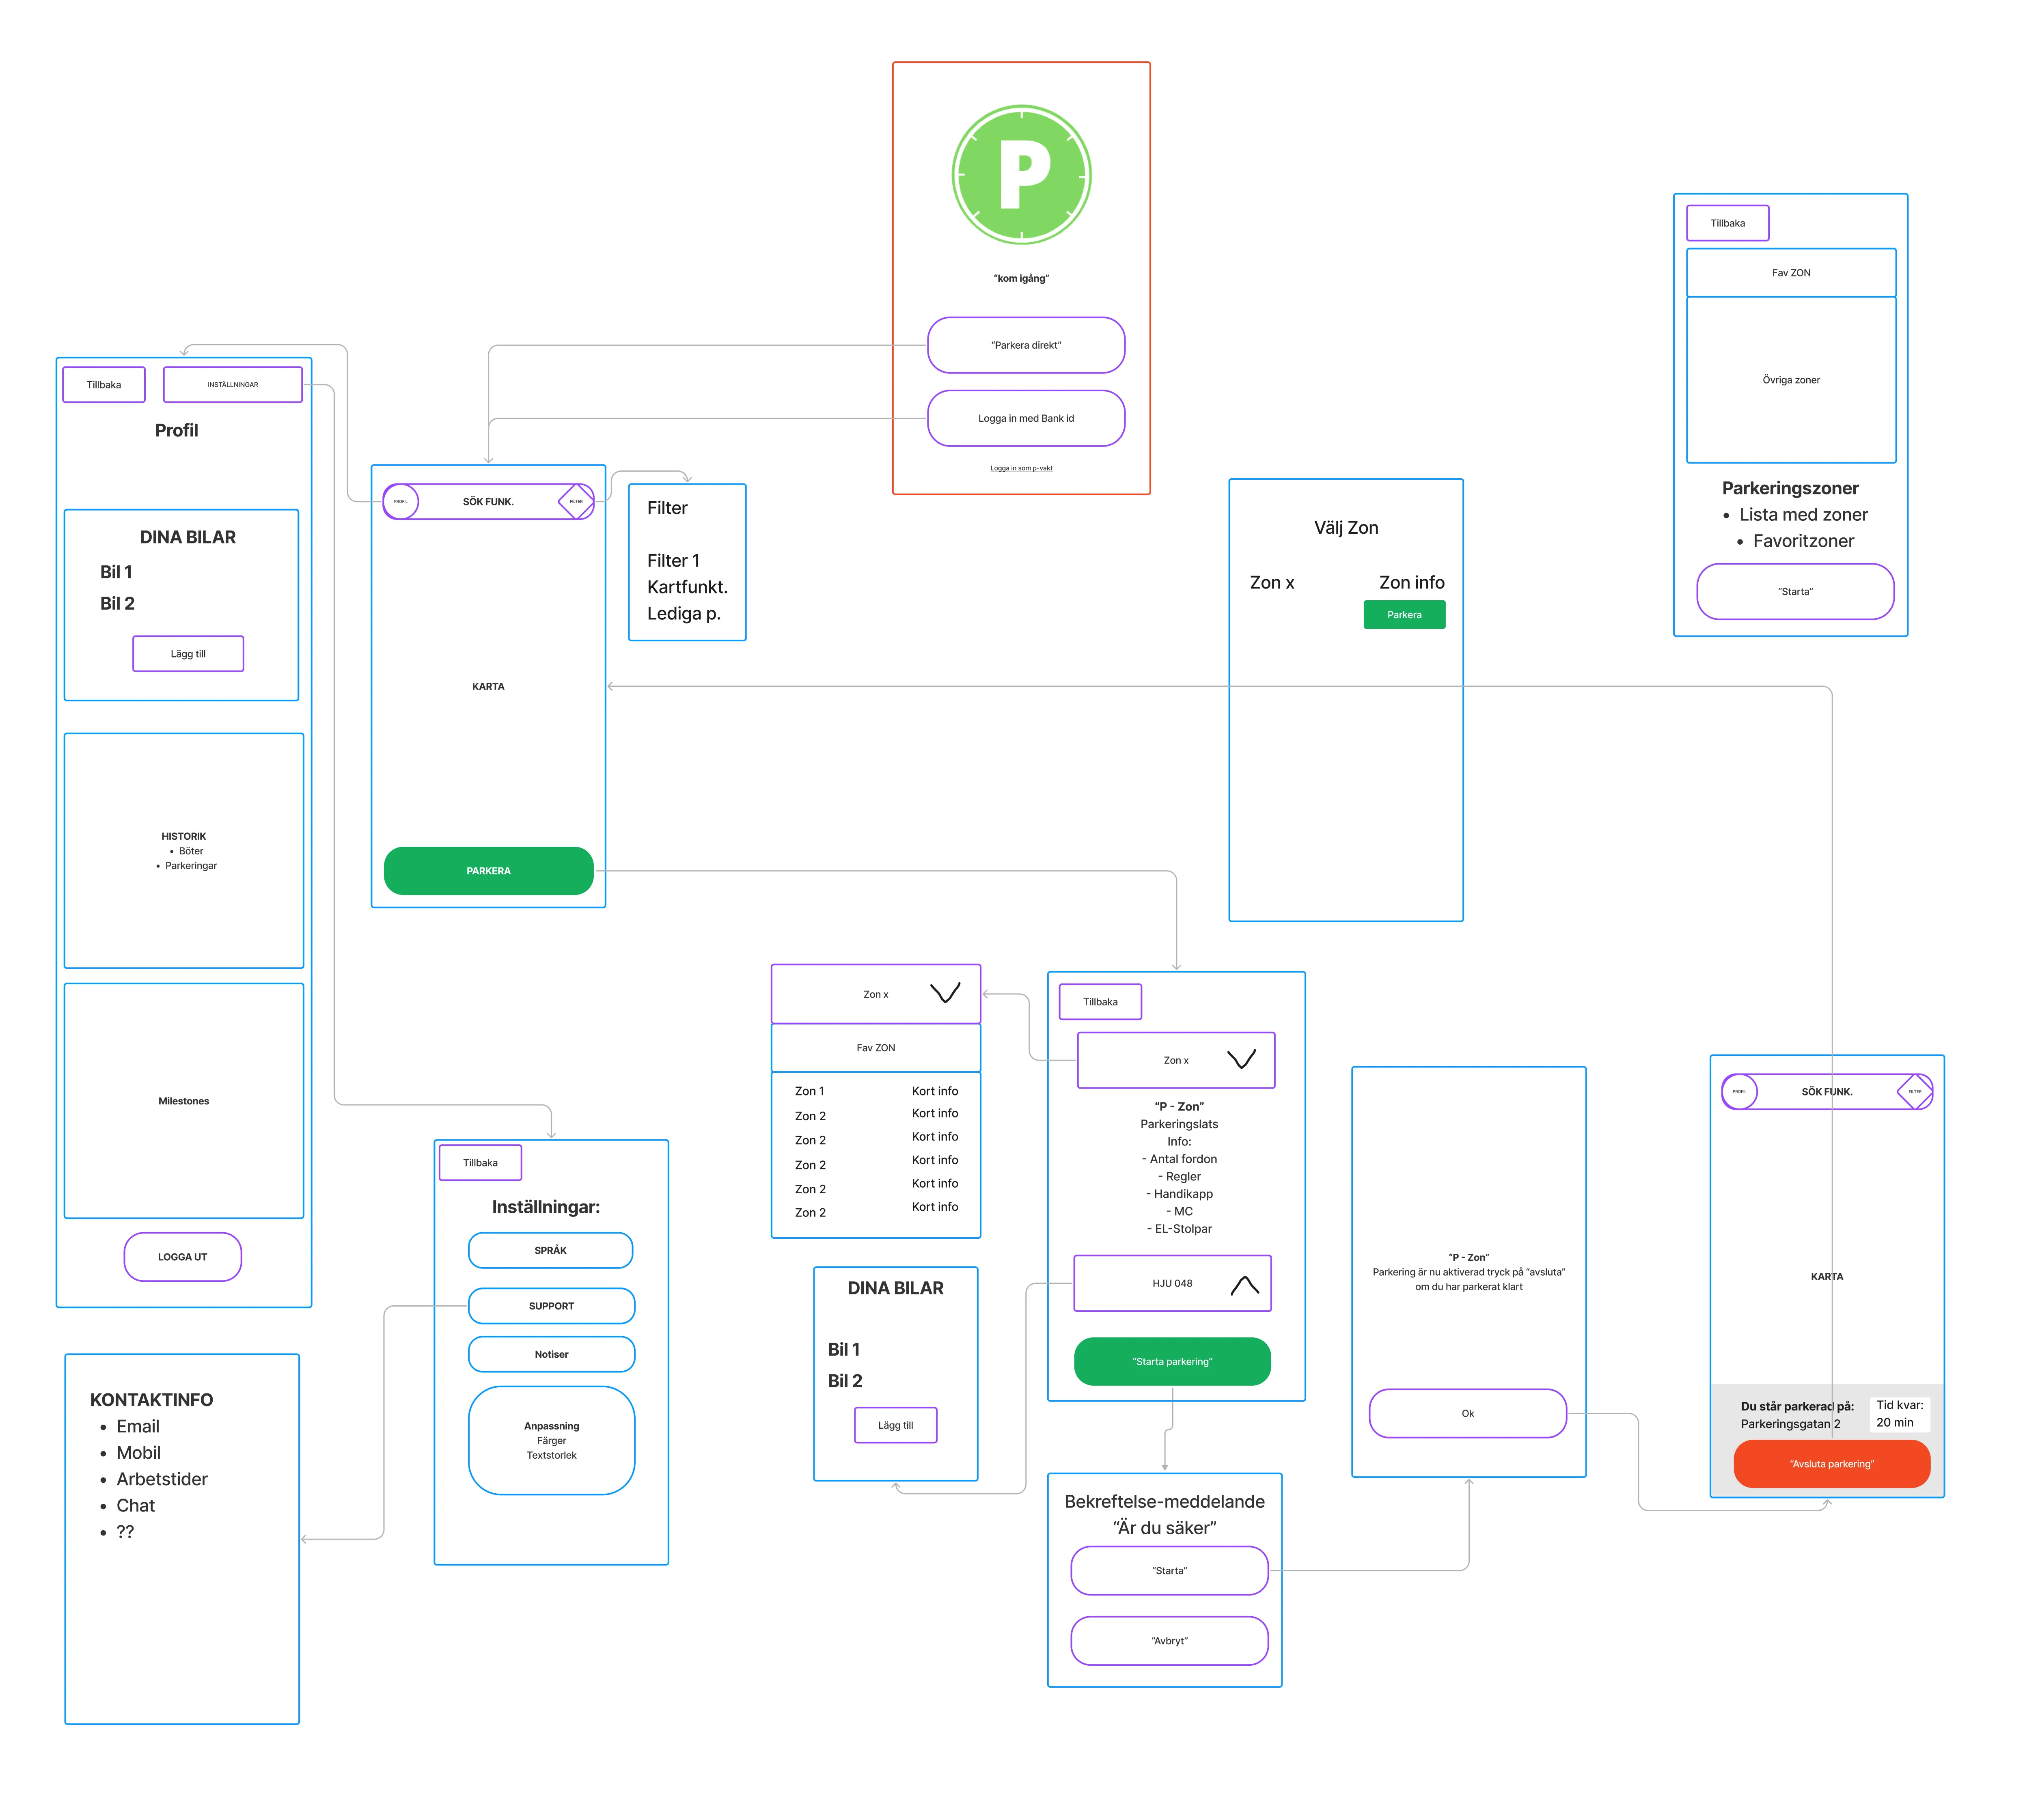 P
“kom igång”
“Parkera direkt”
Logga in med Bank id
Logga in som p-vakt
Tillbaka
Fav ZON
Övriga zoner
Parkeringszoner
• Lista med zoner
• Favoritzoner
“Starta”
Tillbaka
INSTÄLLNINGAR
Profil
DINA BILAR
Bil 1
Bil 2
Lägg till
HISTORIK
• Böter
• Parkeringar
Milestones
LOGGA UT
PROFIL
SÖK FUNK.
FILTER
KARTA
PARKERA
Filter
Filter 1
Kartfunkt.
Lediga p.
Välj Zon
Zon x
Zon info
Parkera
Zon x
Fav ZON
Zon 1 Kort info
Zon 2 Kort info
Zon 2 Kort info
Zon 2 Kort info
Zon 2 Kort info
Zon 2 Kort info
Tillbaka
Zon x
“P - Zon”
Parkeringslats
Info:
- Antal fordon
- Regler
- Handikapp
- MC
- EL-Stolpar
HJU 048
“Starta parkering”
DINA BILAR
Bil 1
Bil 2
Lägg till
Tillbaka
Inställningar:
SPRÅK
SUPPORT
Notiser
Anpassning
Färger
Textstorlek
KONTAKTINFO
• Email
• Mobil
• Arbetstider
• Chat
• ??
Bekreftelse-meddelande
“Är du säker”
“Starta”
“Avbryt”
“P - Zon”
Parkering är nu aktiverad tryck på “avsluta”
om du har parkerat klart
Ok
PROFIL
SÖK FUNK.
FILTER
KARTA
Du står parkerad på:
Parkeringsgatan 2
Tid kvar:
20 min
“Avsluta parkering”